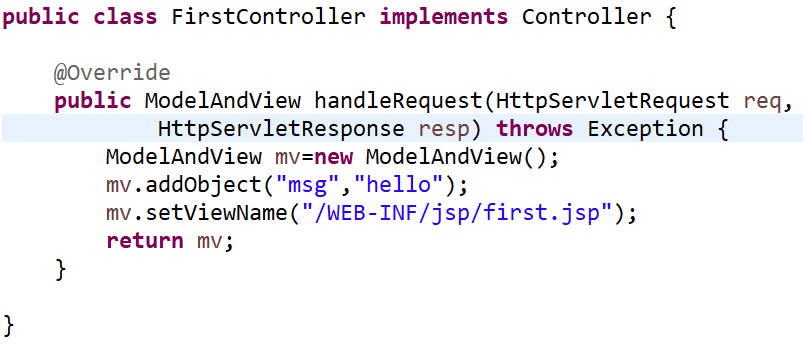 public class FirstController implements Controller {
@Override
public ModelAndView handleRequest(HttpServletRequest req,
HttpServletResponse resp) throws Exception {
ModelAndView mv=new ModelAndView();
mv.addObject("msg","hello");
mv.setViewName("/WEB-INF/jsp/first.jsp");
return mv;
}
}